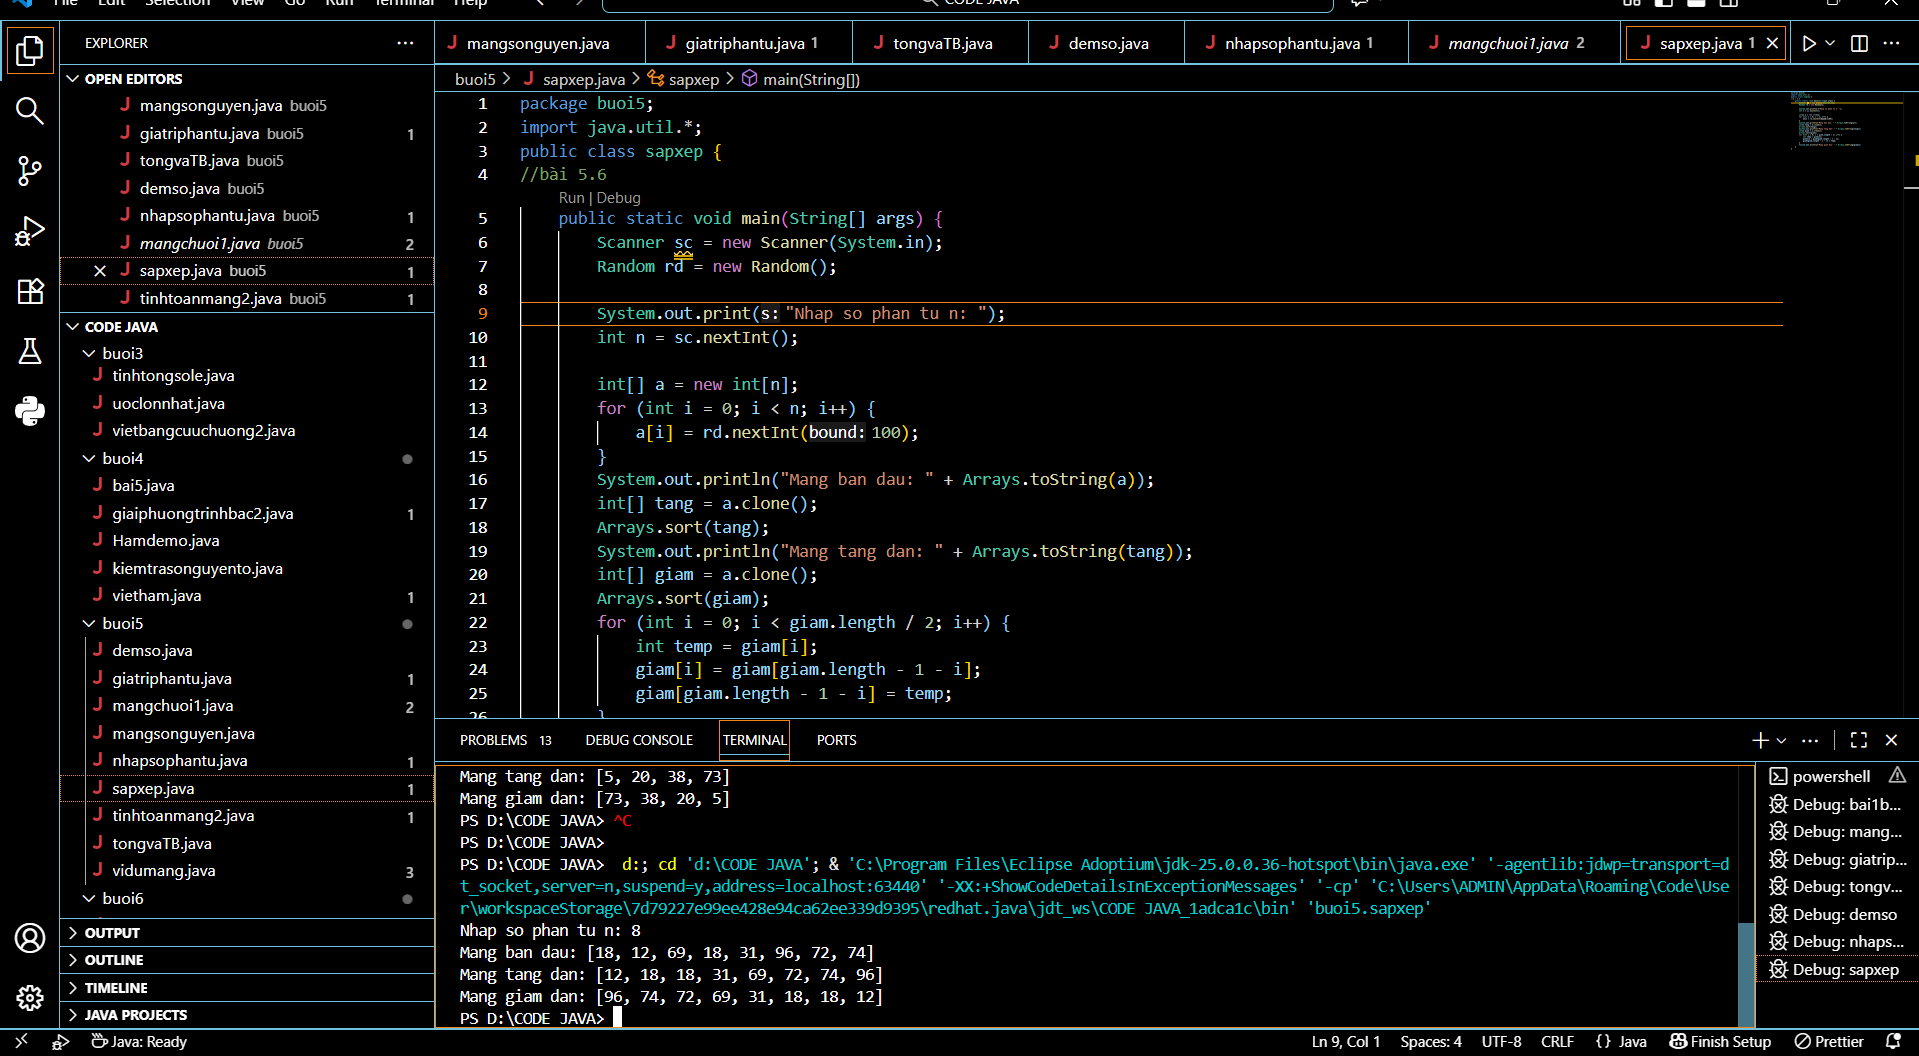 File Edit Selection View Go Run Terminal Help
CODE JAVA
EXPLORER
OPEN EDITORS
mangsonguyen.java buoi5
giatriphantu.java buoi5 1
tongvaTB.java buoi5
demso.java buoi5
nhapsophantu.java buoi5 1
mangchuoi1.java buoi5 2
sapxep.java buoi5 1
tinhtoanmang2.java buoi5 1
CODE JAVA
buoi3
tinhtongsole.java
uoclonnhat.java
vietbangcuuchuong2.java
buoi4
bai5.java
giaiphuongtrinhbac2.java 1
Hamdemo.java
kiemtrasonguyento.java
vietham.java 1
buoi5
demso.java
giatriphantu.java 1
mangchuoi1.java 2
mangsonguyen.java
nhapsophantu.java 1
sapxep.java 1
tinhtoanmang2.java 1
tongvaTB.java
vidumang.java 3
buoi6
OUTPUT
OUTLINE
TIMELINE
JAVA PROJECTS
mangsonguyen.java giatriphantu.java 1 tongvaTB.java demso.java nhapsophantu.java 1 mangchuoi1.java 2 sapxep.java 1
buoi5 > sapxep.java > sapxep > main(String[])
1 package buoi5;
2 import java.util.*;
3 public class sapxep {
4 //bài 5.6
Run | Debug
5 public static void main(String[] args) {
6 Scanner sc = new Scanner(System.in);
7 Random rd = new Random();
8
9 System.out.print(s: "Nhap so phan tu n: ");
10 int n = sc.nextInt();
11
12 int[] a = new int[n];
13 for (int i = 0; i < n; i++) {
14 a[i] = rd.nextInt(bound: 100);
15 }
16 System.out.println("Mang ban dau: " + Arrays.toString(a));
17 int[] tang = a.clone();
18 Arrays.sort(tang);
19 System.out.println("Mang tang dan: " + Arrays.toString(tang));
20 int[] giam = a.clone();
21 Arrays.sort(giam);
22 for (int i = 0; i < giam.length / 2; i++) {
23 int temp = giam[i];
24 giam[i] = giam[giam.length - 1 - i];
25 giam[giam.length - 1 - i] = temp;
26 }
PROBLEMS 13 DEBUG CONSOLE TERMINAL PORTS
Mang tang dan: [5, 20, 38, 73]
Mang giam dan: [73, 38, 20, 5]
PS D:\CODE JAVA> ^C
PS D:\CODE JAVA>
PS D:\CODE JAVA> d:; cd 'd:\CODE JAVA'; & 'C:\Program Files\Eclipse Adoptium\jdk-25.0.0.36-hotspot\bin\java.exe' '-agentlib:jdwp=transport=d
t_socket,server=n,suspend=y,address=localhost:63440' '-XX:+ShowCodeDetailsInExceptionMessages' '-cp' 'C:\Users\ADMIN\AppData\Roaming\Code\Use
r\workspaceStorage\7d79227e99ee428e94ca62ee339d9395\redhat.java\jdt_ws\CODE JAVA_1adca1c\bin' 'buoi5.sapxep'
Nhap so phan tu n: 8
Mang ban dau: [18, 12, 69, 18, 31, 96, 72, 74]
Mang tang dan: [12, 18, 18, 31, 69, 72, 74, 96]
Mang giam dan: [96, 74, 72, 69, 31, 18, 18, 12]
PS D:\CODE JAVA>
powershell
Debug: bai1b...
Debug: mang...
Debug: giatrip...
Debug: tongv...
Debug: demso
Debug: nhaps...
Debug: sapxep
Java: Ready
Ln 9, Col 1 Spaces: 4 UTF-8 CRLF {} Java Finish Setup Prettier